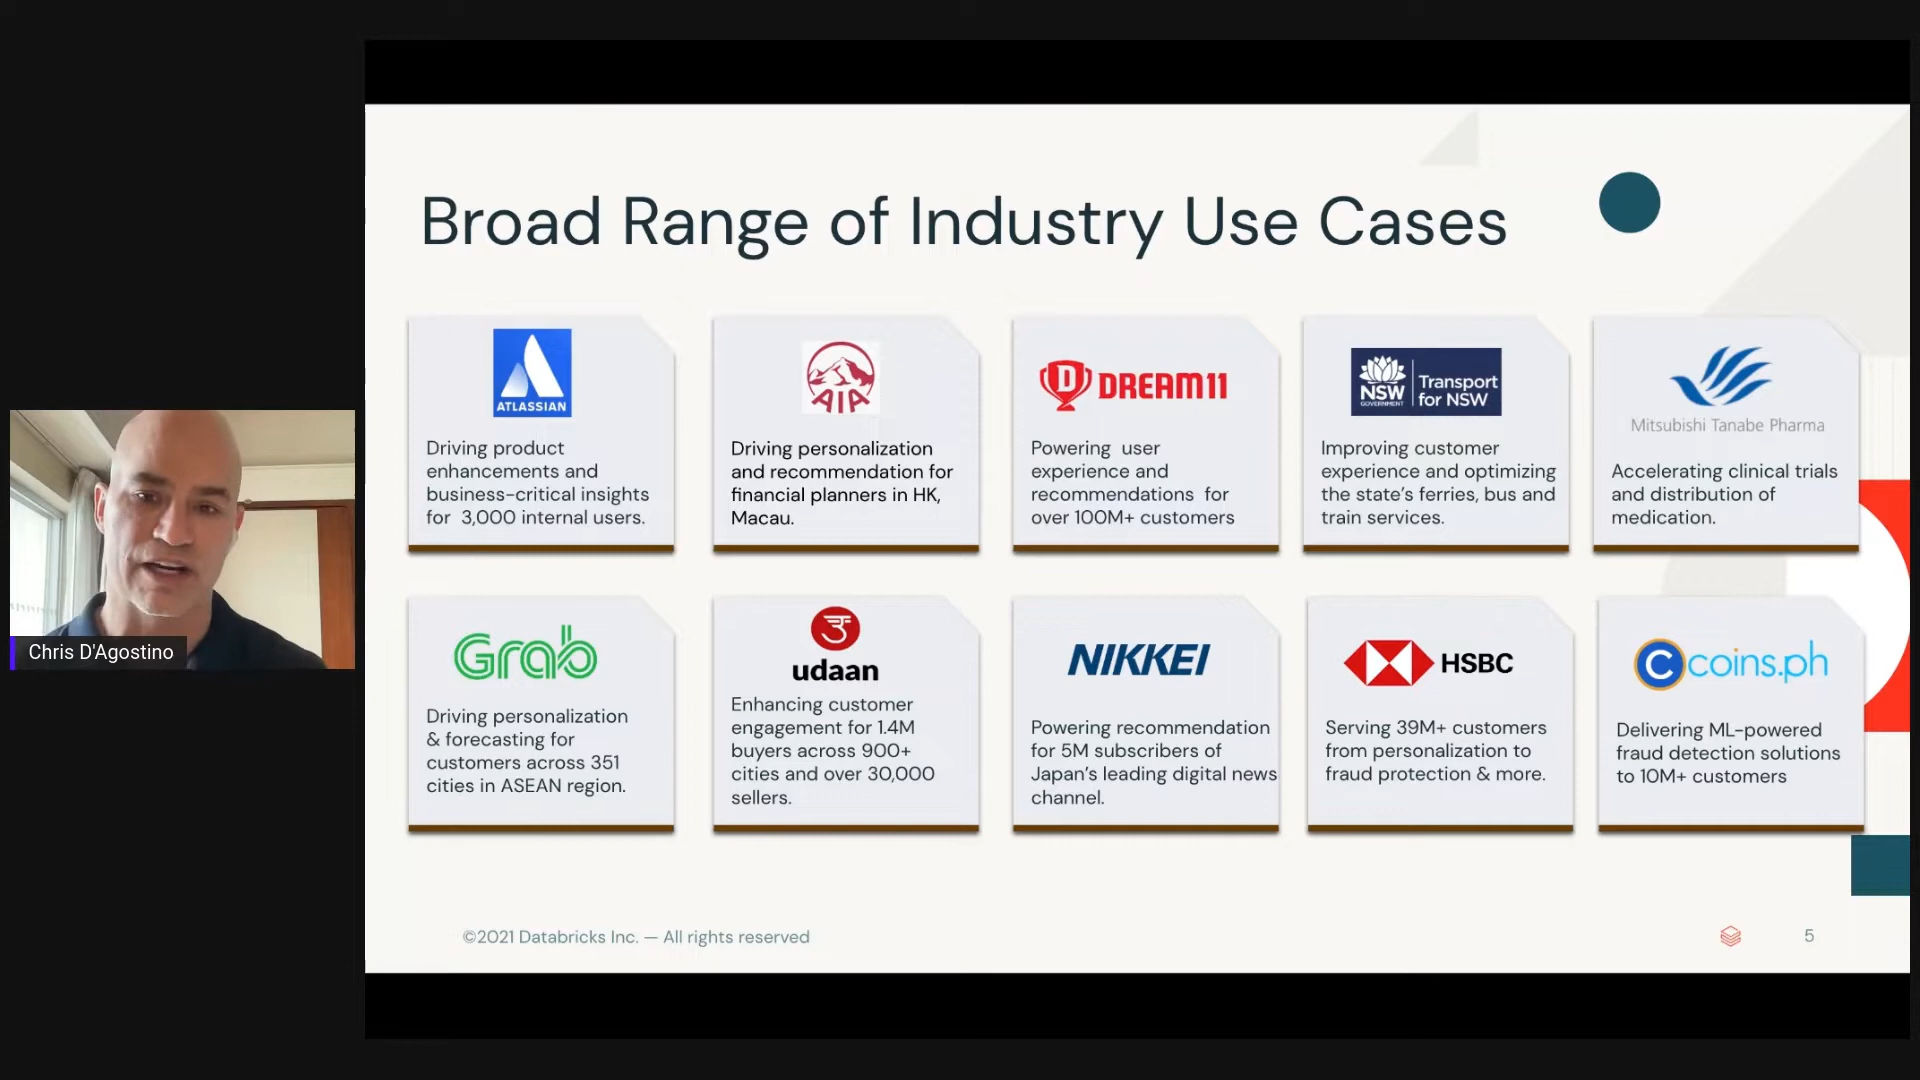 Broad Range of Industry Use Cases
ATLASSIAN
Driving product
enhancements and
business-critical insights
for 3,000 internal users.
AIA
Driving personalization
and recommendation for
financial planners in HK,
Macau.
D DREAM11
Powering user
experience and
recommendations for
over 100M+ customers
NSW
GOVERNMENT
Transport
for NSW
Improving customer
experience and optimizing
the state's ferries, bus and
train services.
Mitsubishi Tanabe Pharma
Accelerating clinical trials
and distribution of
medication.
Chris D'Agostino
Grab
Driving personalization
& forecasting for
customers across 351
cities in ASEAN region.
उ
udaan
Enhancing customer
engagement for 1.4M
buyers across 900+
cities and over 30,000
sellers.
NIKKEI
Powering recommendation
for 5M subscribers of
Japan's leading digital news
channel.
HSBC
Serving 39M+ customers
from personalization to
fraud protection & more.
C coins.ph
Delivering ML-powered
fraud detection solutions
to 10M+ customers
©2021 Databricks Inc. — All rights reserved
5